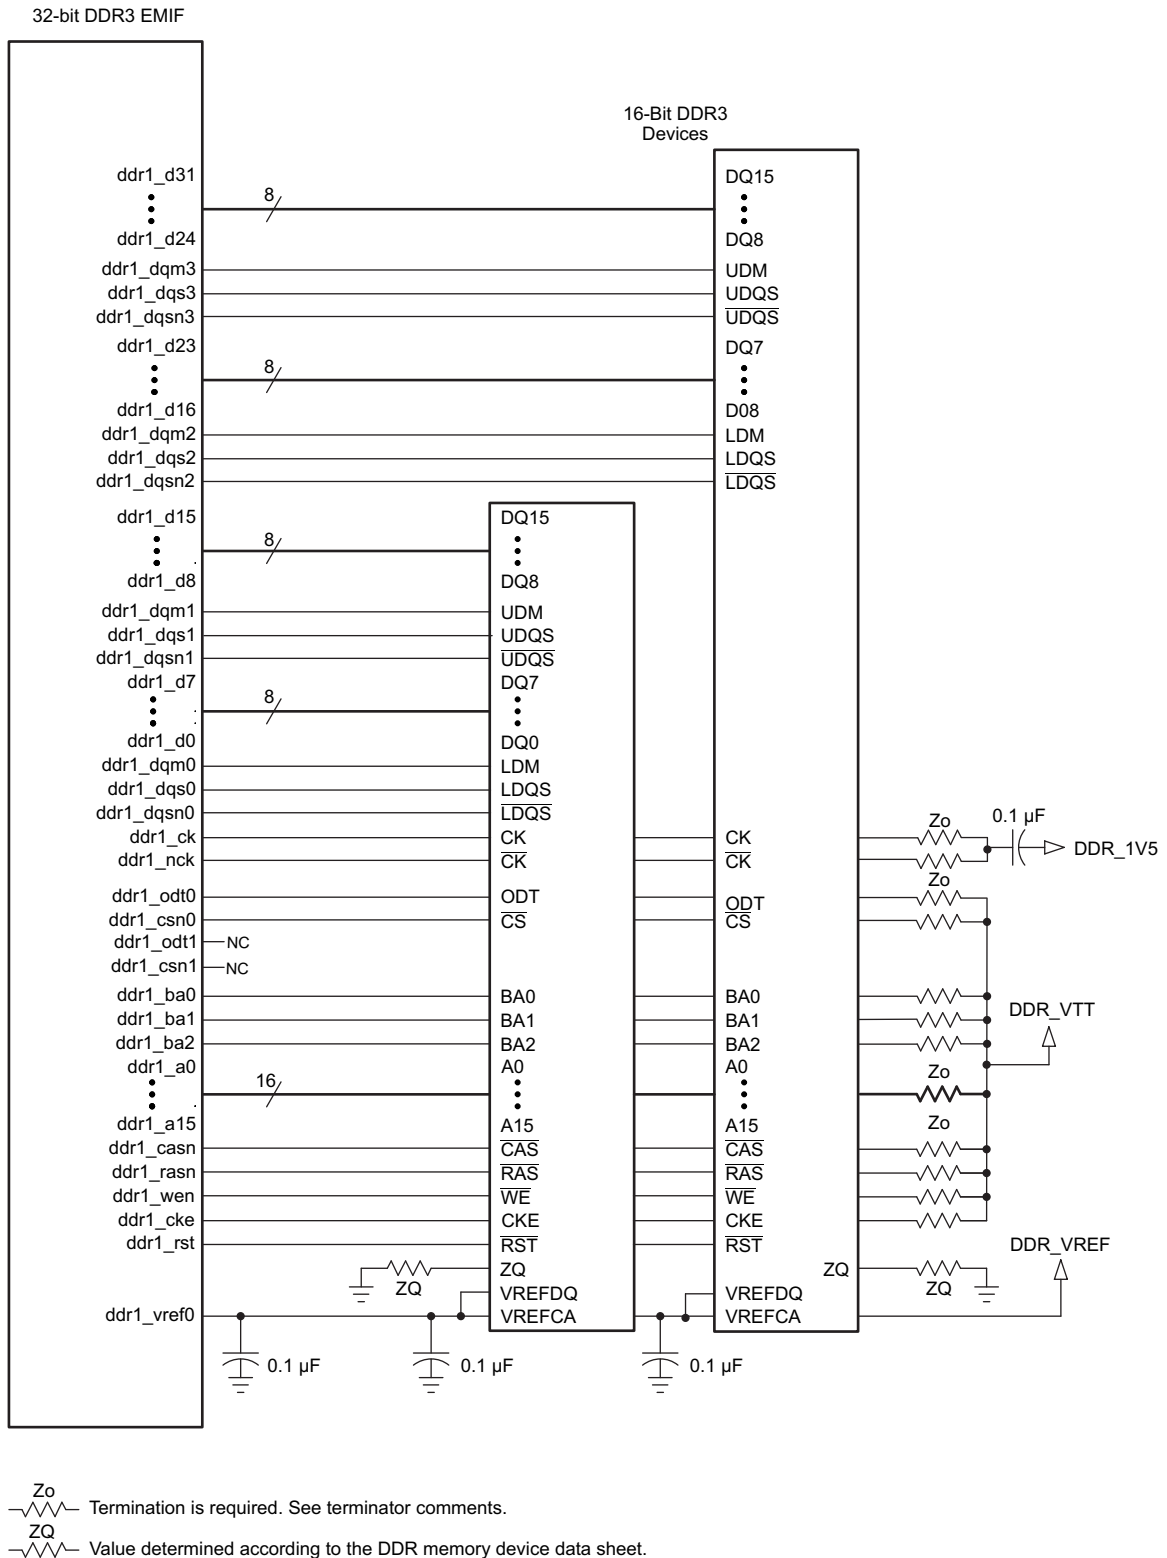 32-bit DDR3 EMIF
16-Bit DDR3
Devices
ddr1_d31
8
DQ15
ddr1_d24
DQ8
ddr1_dqm3
UDM
ddr1_dqs3
UDQS
ddr1_dqsn3
UDQS
ddr1_d23
8
DQ7
ddr1_d16
D08
ddr1_dqm2
LDM
ddr1_dqs2
LDQS
ddr1_dqsn2
LDQS
ddr1_d15
8
DQ15
ddr1_d8
DQ8
ddr1_dqm1
UDM
ddr1_dqs1
UDQS
ddr1_dqsn1
UDQS
ddr1_d7
8
DQ7
ddr1_d0
DQ0
ddr1_dqm0
LDM
ddr1_dqs0
LDQS
ddr1_dqsn0
LDQS
ddr1_ck
CK
CK
Zo
0.1 µF
DDR_1V5
ddr1_nck
CK
CK
Zo
ddr1_odt0
ODT
ODT
ddr1_csn0
CS
CS
ddr1_odt1
NC
ddr1_csn1
NC
ddr1_ba0
BA0
BA0
ddr1_ba1
BA1
BA1
DDR_VTT
ddr1_ba2
BA2
BA2
ddr1_a0
16
A0
A0
Zo
ddr1_a15
A15
A15
Zo
ddr1_casn
CAS
CAS
ddr1_rasn
RAS
RAS
ddr1_wen
WE
WE
ddr1_cke
CKE
CKE
ddr1_rst
RST
RST
DDR_VREF
ZQ
ZQ
ZQ
ZQ
VREFDQ
VREFDQ
ddr1_vref0
VREFCA
VREFCA
0.1 µF
0.1 µF
0.1 µF
Zo
Termination is required. See terminator comments.
ZQ
Value determined according to the DDR memory device data sheet.